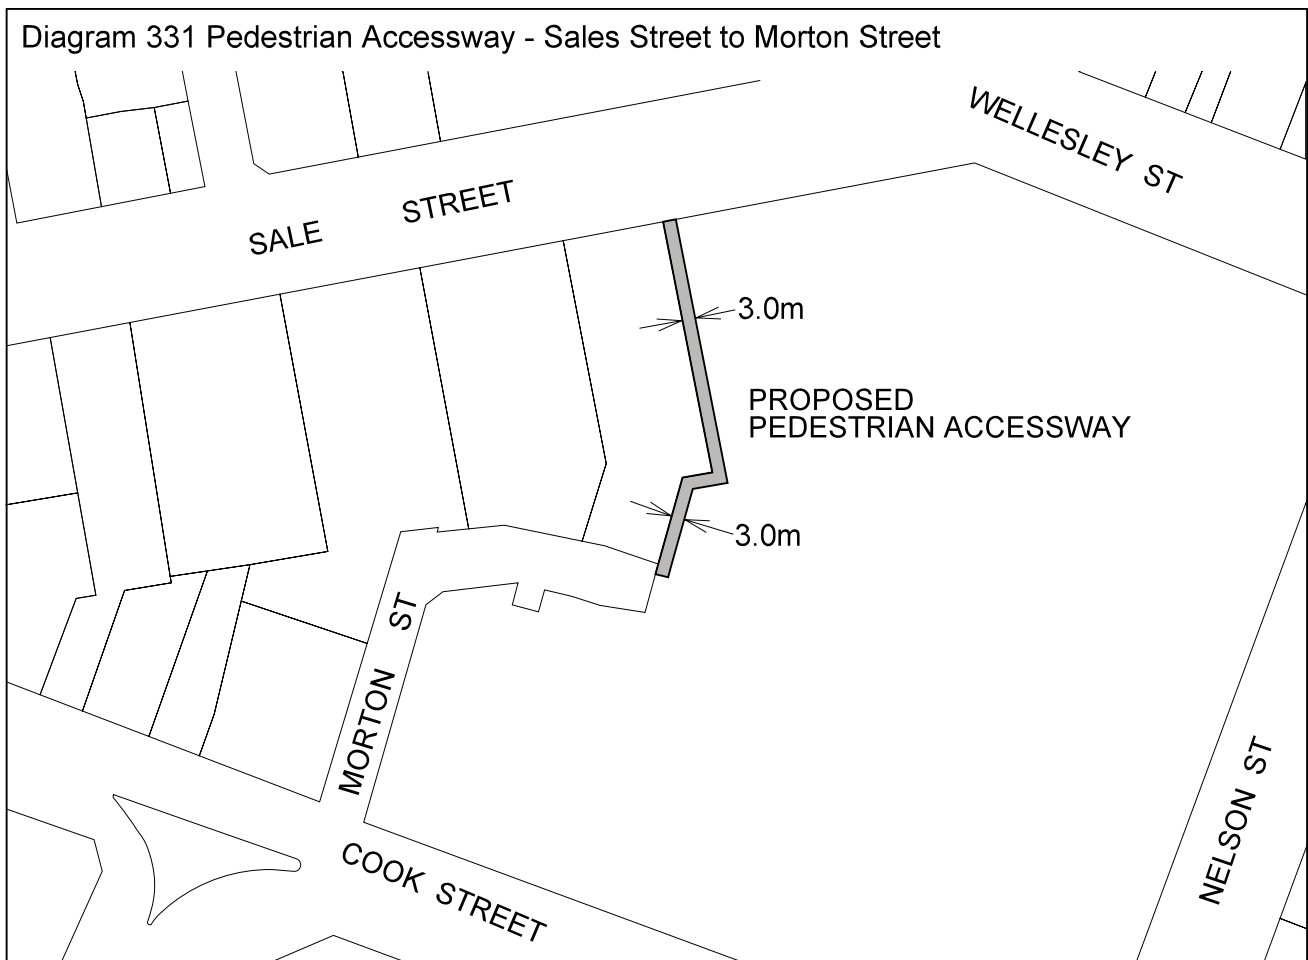 Diagram 331 Pedestrian Accessway - Sales Street to Morton Street
WELLESLEY ST
SALE STREET
3.0m
PROPOSED
PEDESTRIAN ACCESSWAY
3.0m
MORTON ST
NELSON ST
COOK STREET